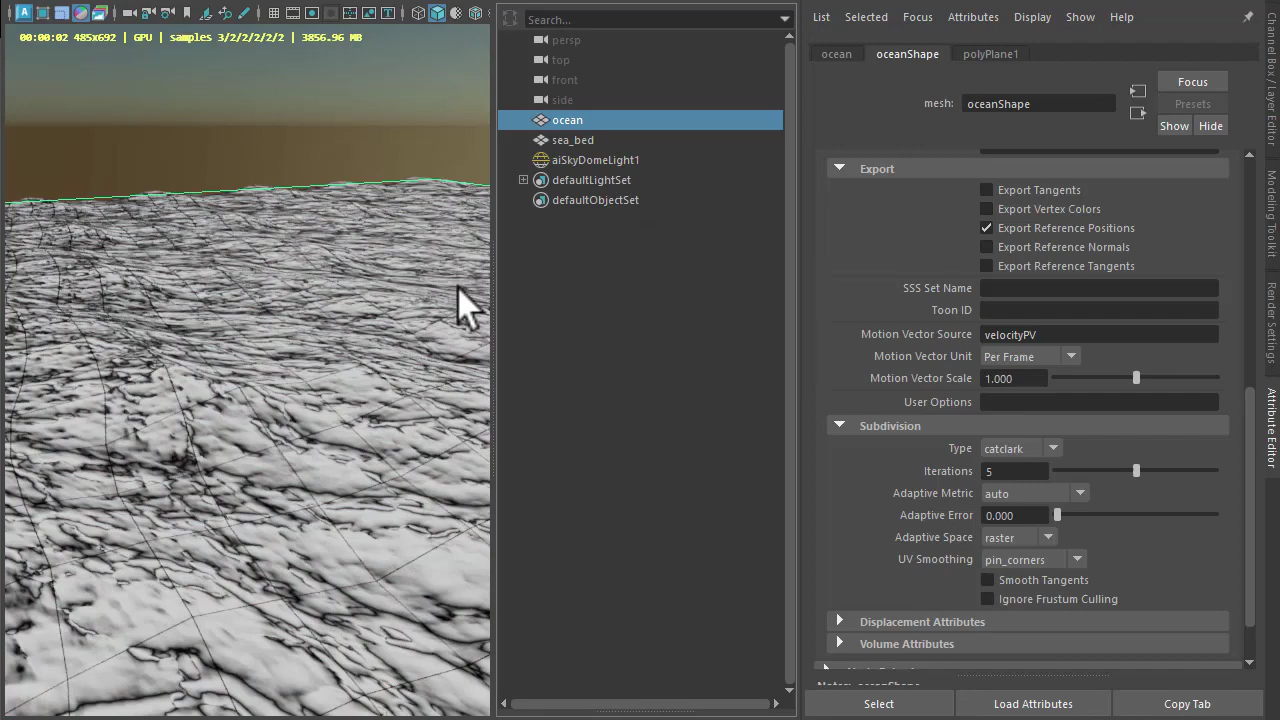 00:00:02 485x692 | GPU | samples 3/2/2/2/2/2 | 3856.96 MB
Search...
persp
top
front
side
ocean
sea_bed
aiSkyDomeLight1
defaultLightSet
defaultObjectSet
List Selected Focus Attributes Display Show Help
ocean oceanShape polyPlane1
Focus
mesh: oceanShape
Presets
Show Hide
Export
Export Tangents
Export Vertex Colors
Export Reference Positions
Export Reference Normals
Export Reference Tangents
SSS Set Name
Toon ID
Motion Vector Source velocityPV
Motion Vector Unit Per Frame
Motion Vector Scale 1.000
User Options
Subdivision
Type catclark
Iterations 5
Adaptive Metric auto
Adaptive Error 0.000
Adaptive Space raster
UV Smoothing pin_corners
Smooth Tangents
Ignore Frustum Culling
Displacement Attributes
Volume Attributes
Select Load Attributes Copy Tab
Channel Box / Layer Editor
Modeling Toolkit
Render Settings
Attribute Editor